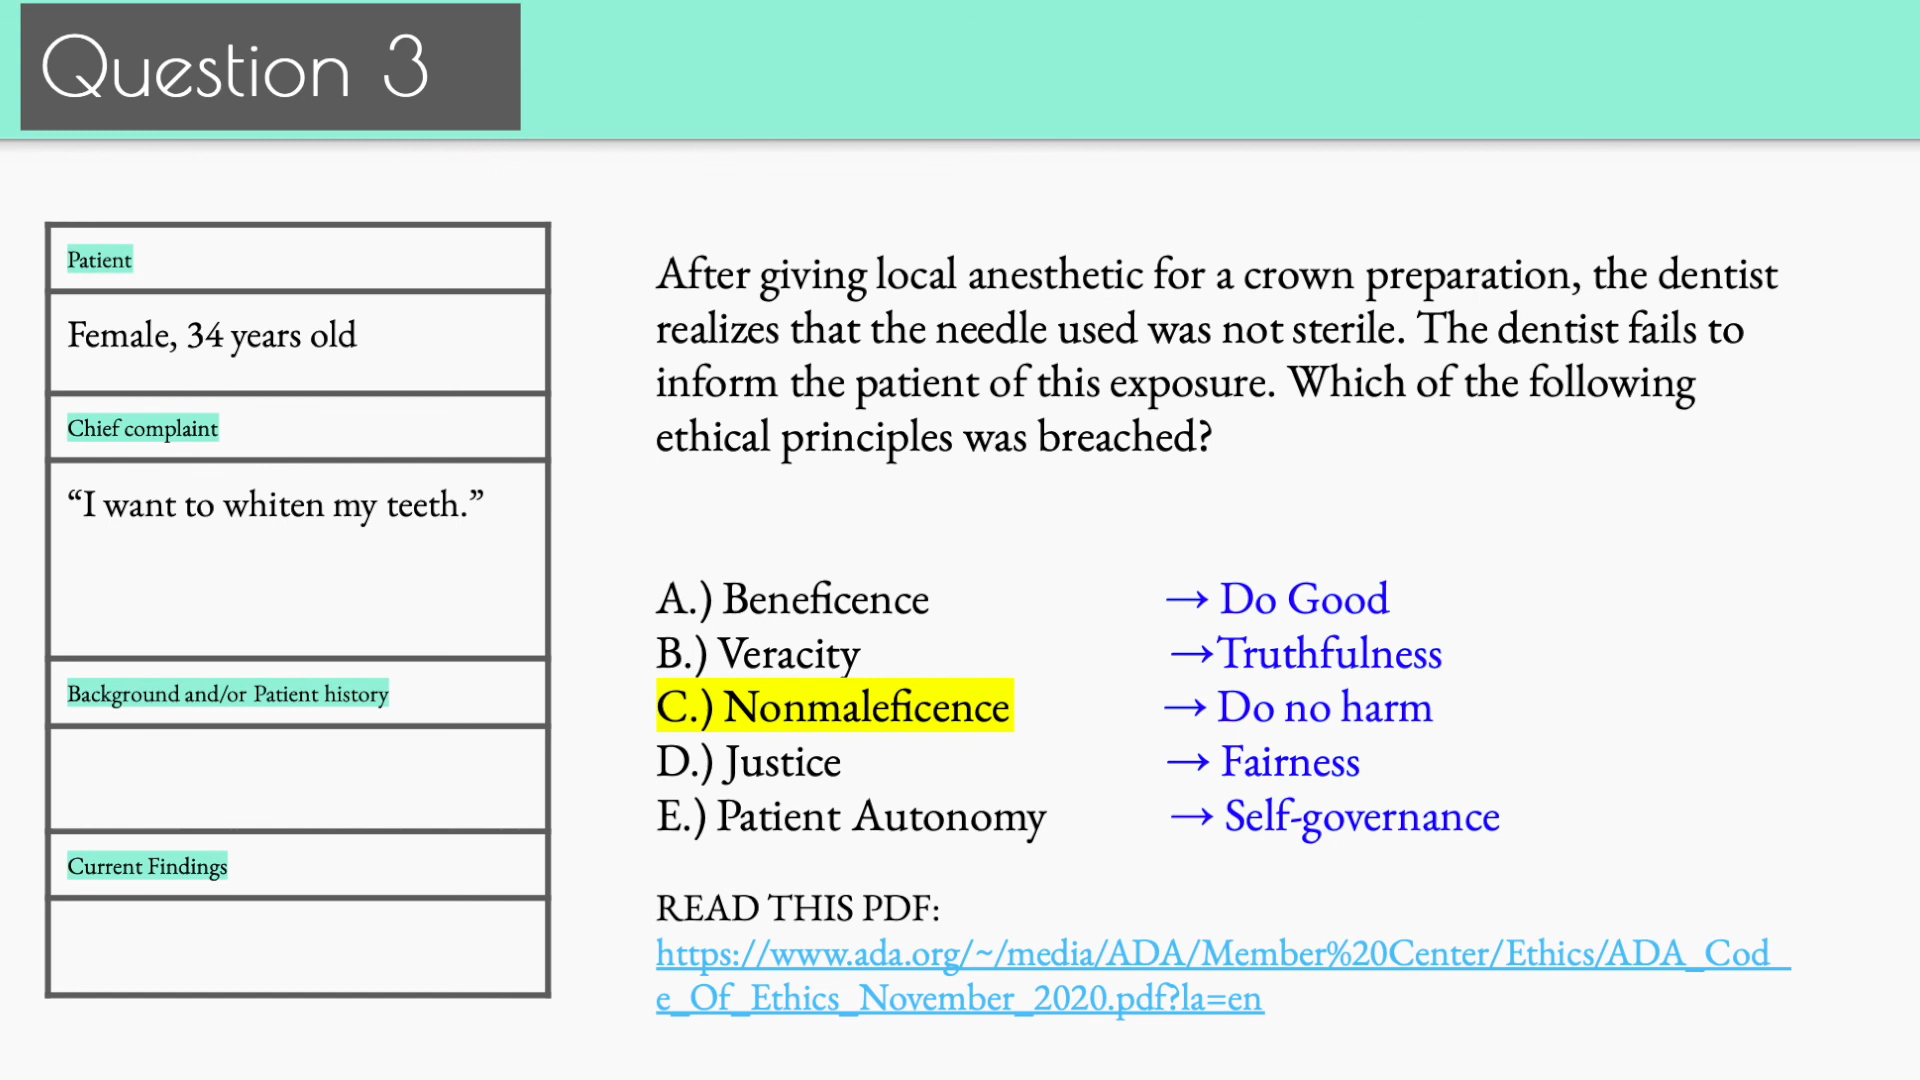 Question 3
Patient
Female, 34 years old
Chief complaint
“I want to whiten my teeth.”
Background and/or Patient history
Current Findings
After giving local anesthetic for a crown preparation, the dentist
realizes that the needle used was not sterile. The dentist fails to
inform the patient of this exposure. Which of the following
ethical principles was breached?
A.) Beneficence → Do Good
B.) Veracity →Truthfulness
C.) Nonmaleficence → Do no harm
D.) Justice → Fairness
E.) Patient Autonomy → Self-governance
READ THIS PDF:
https://www.ada.org/~/media/ADA/Member%20Center/Ethics/ADA_Cod
e_Of_Ethics_November_2020.pdf?la=en